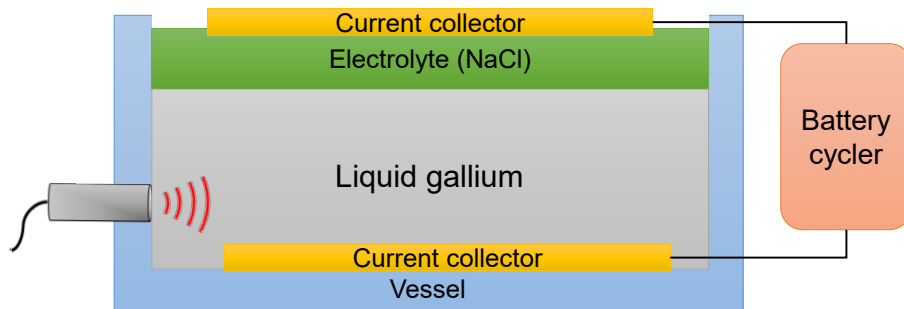 Current collector
Electrolyte (NaCl)
Battery
cycler
Liquid gallium
Current collector
Vessel